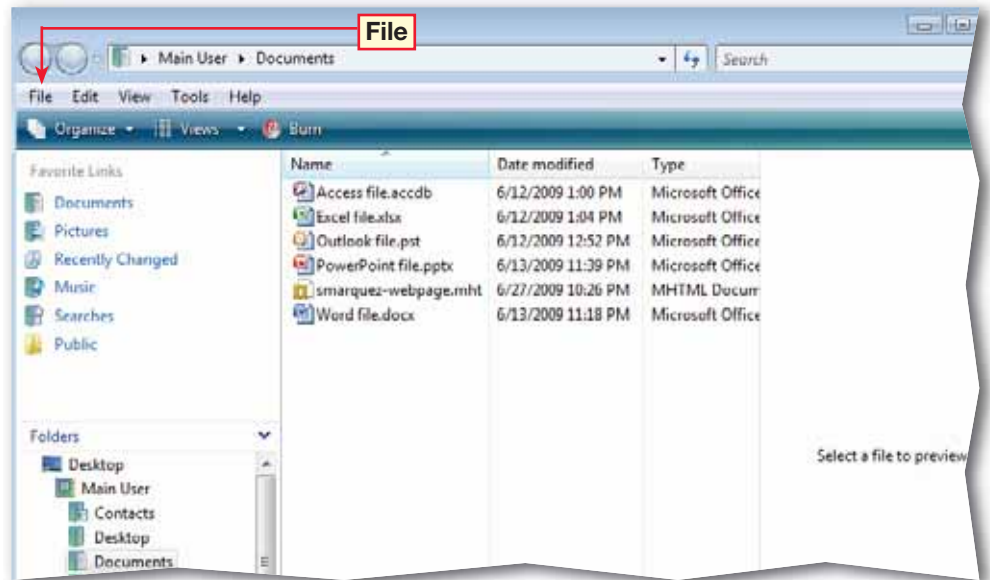 File
Main User Documents
Search
File Edit View Tools Help
Organize Views Burn
Favorite Links
Documents
Pictures
Recently Changed
Music
Searches
Public
Name Date modified Type
Access file.accdb 6/12/2009 1:00 PM Microsoft Office
Excel file.xlsx 6/12/2009 1:04 PM Microsoft Office
Outlook file.pst 6/12/2009 12:52 PM Microsoft Office
PowerPoint file.pptx 6/13/2009 11:39 PM Microsoft Office
smarquez-webpage.mht 6/27/2009 10:26 PM MHTML Docum
Word file.docx 6/13/2009 11:18 PM Microsoft Office
Folders
Desktop
Main User
Contacts
Desktop
Documents
Select a file to preview